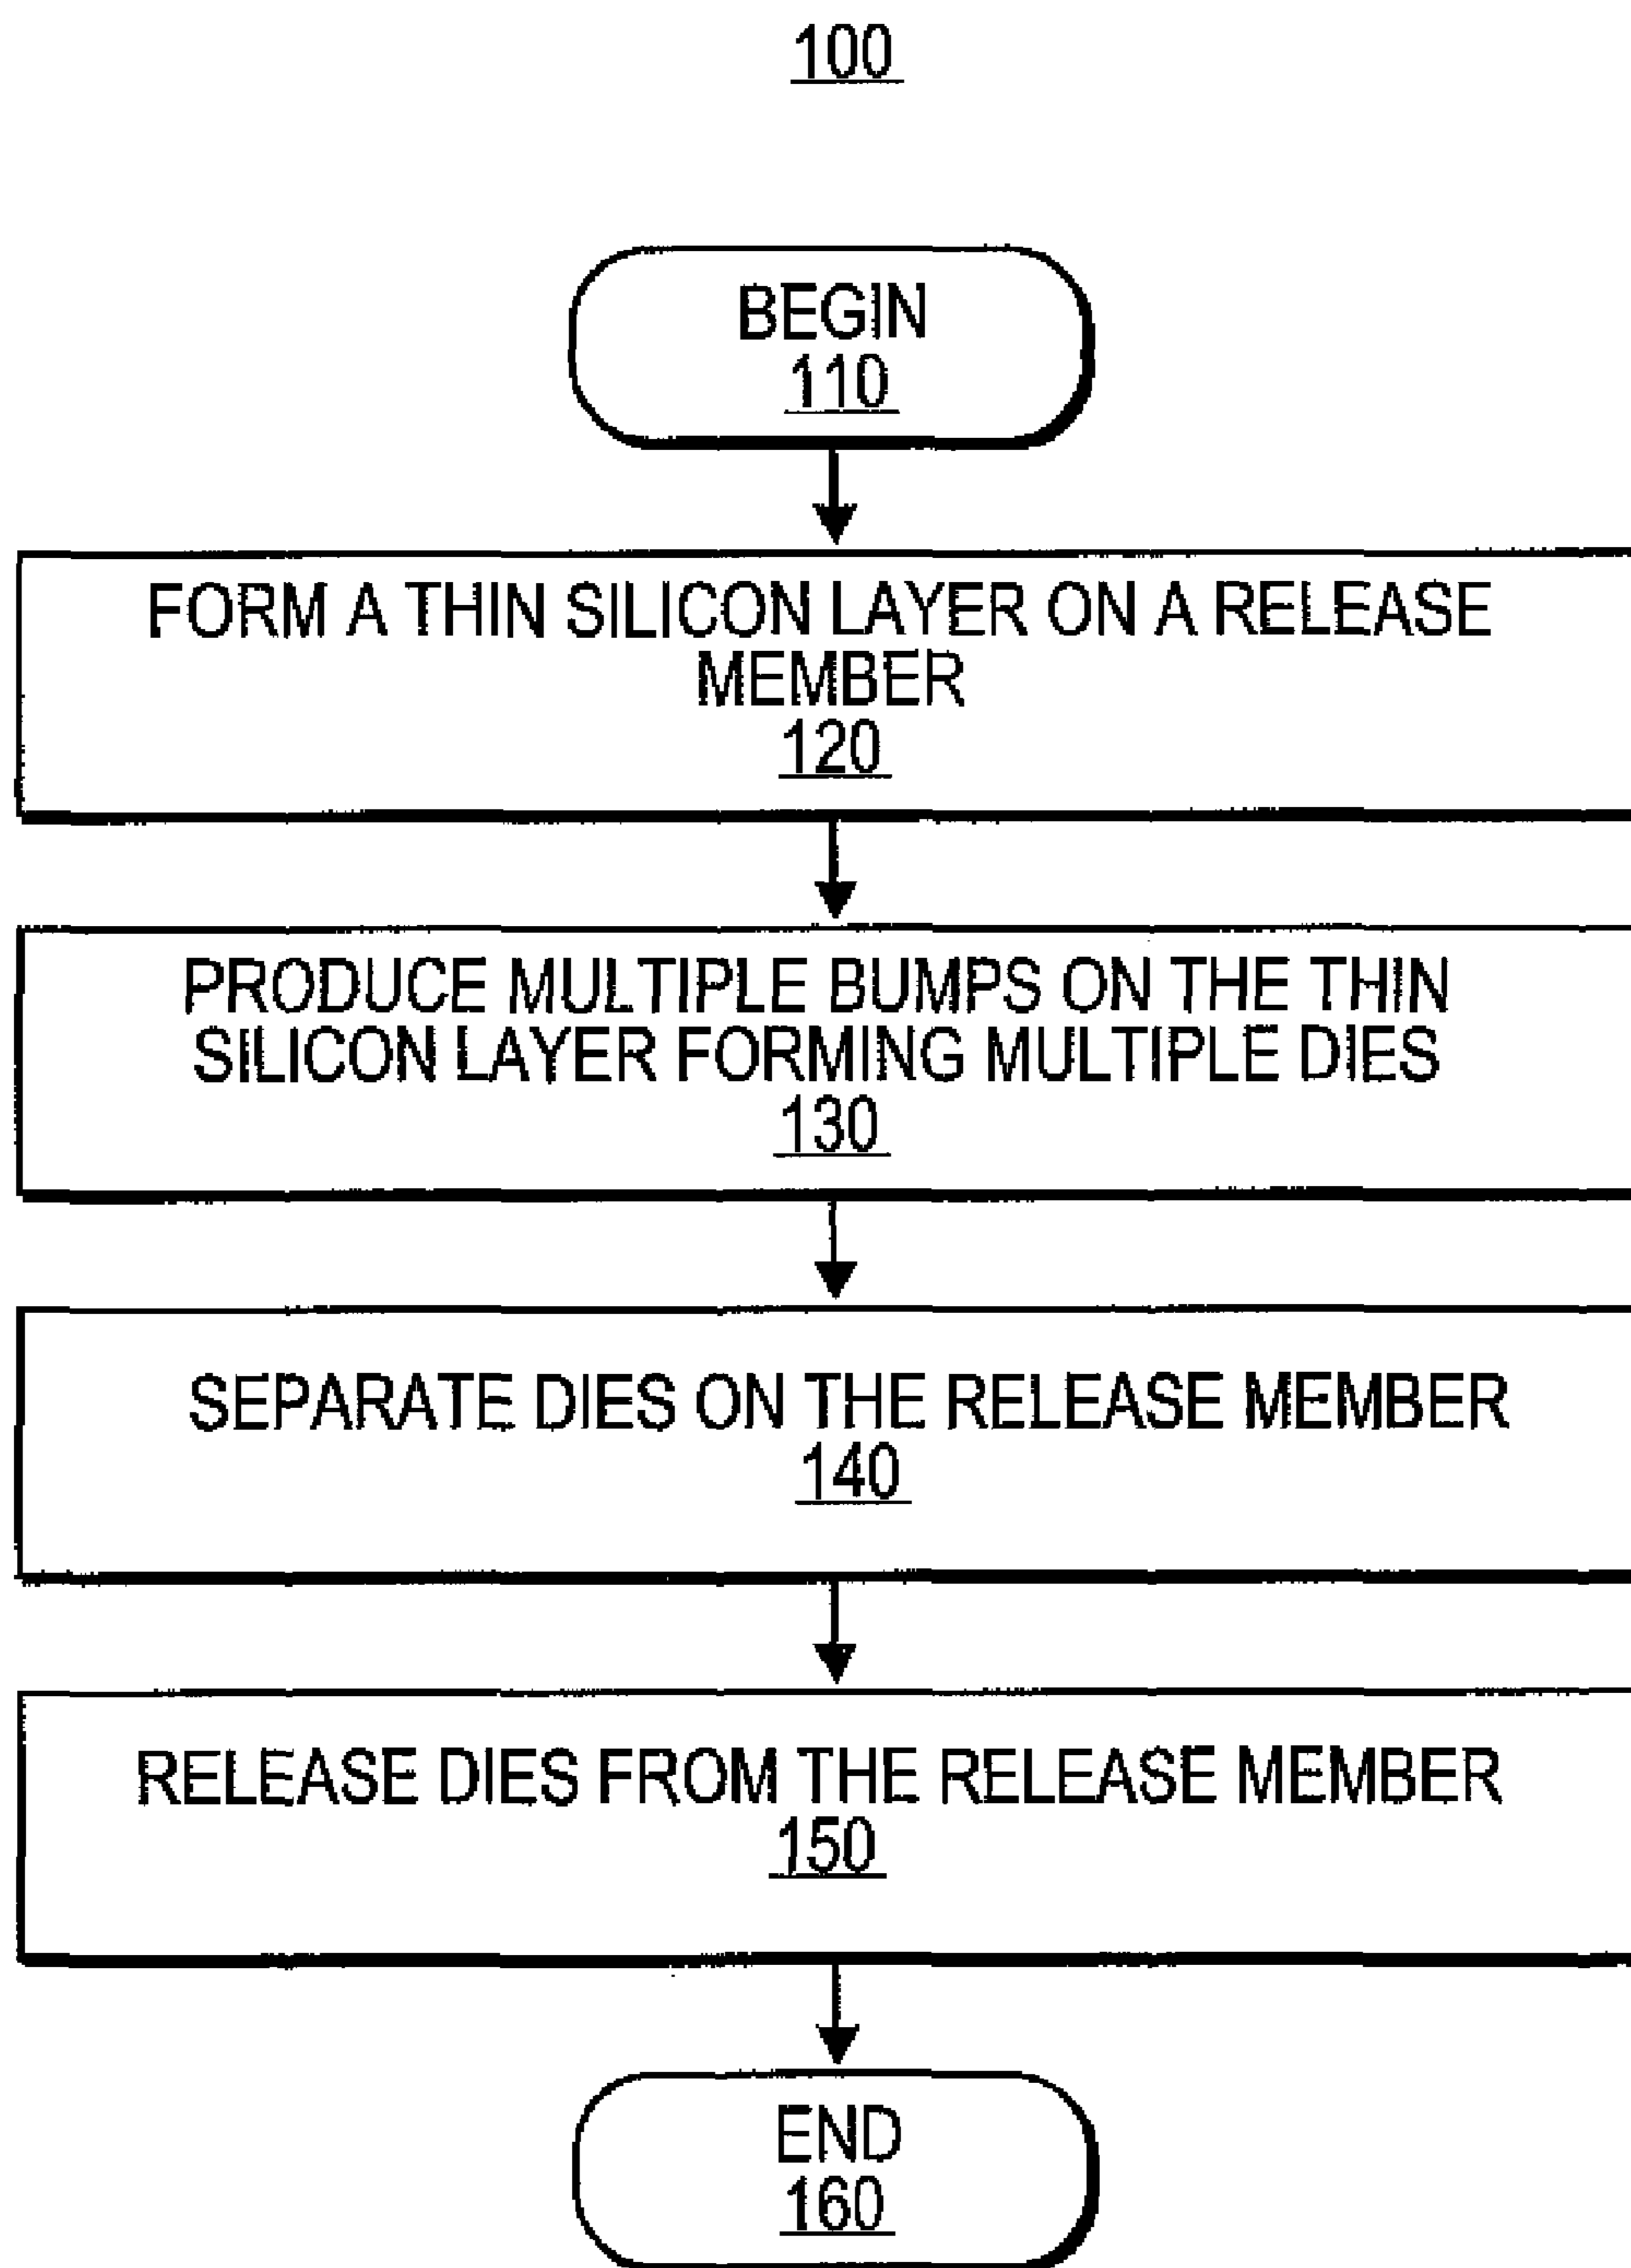 100
BEGIN
110
FORM A THIN SILICON LAYER ON A RELEASE
MEMBER
120
PRODUCE MULTIPLE BUMPS ON THE THIN
SILICON LAYER FORMING MULTIPLE DIES
130
SEPARATE DIES ON THE RELEASE MEMBER
140
RELEASE DIES FROM THE RELEASE MEMBER
150
END
160